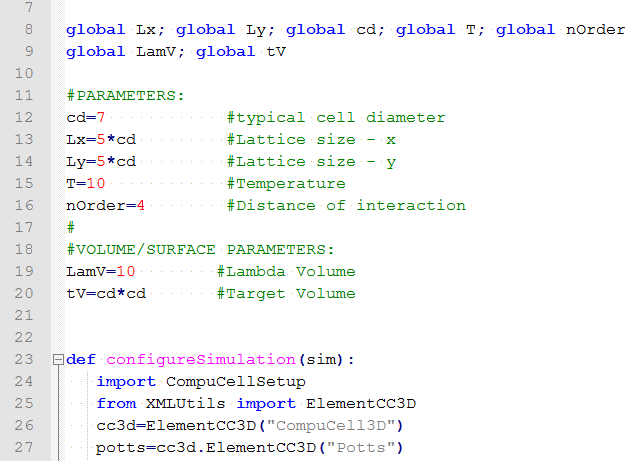 7
8 global Lx; global Ly; global cd; global T; global nOrder
9 global LamV; global tV
10
11 #PARAMETERS:
12 cd=7 #typical cell diameter
13 Lx=5*cd #Lattice size - x
14 Ly=5*cd #Lattice size - y
15 T=10 #Temperature
16 nOrder=4 #Distance of interaction
17 #
18 #VOLUME/SURFACE PARAMETERS:
19 LamV=10 #Lambda Volume
20 tV=cd*cd #Target Volume
21
22
23 def configureSimulation(sim):
24 import CompuCellSetup
25 from XMLUtils import ElementCC3D
26 cc3d=ElementCC3D("CompuCell3D")
27 potts=cc3d.ElementCC3D("Potts")